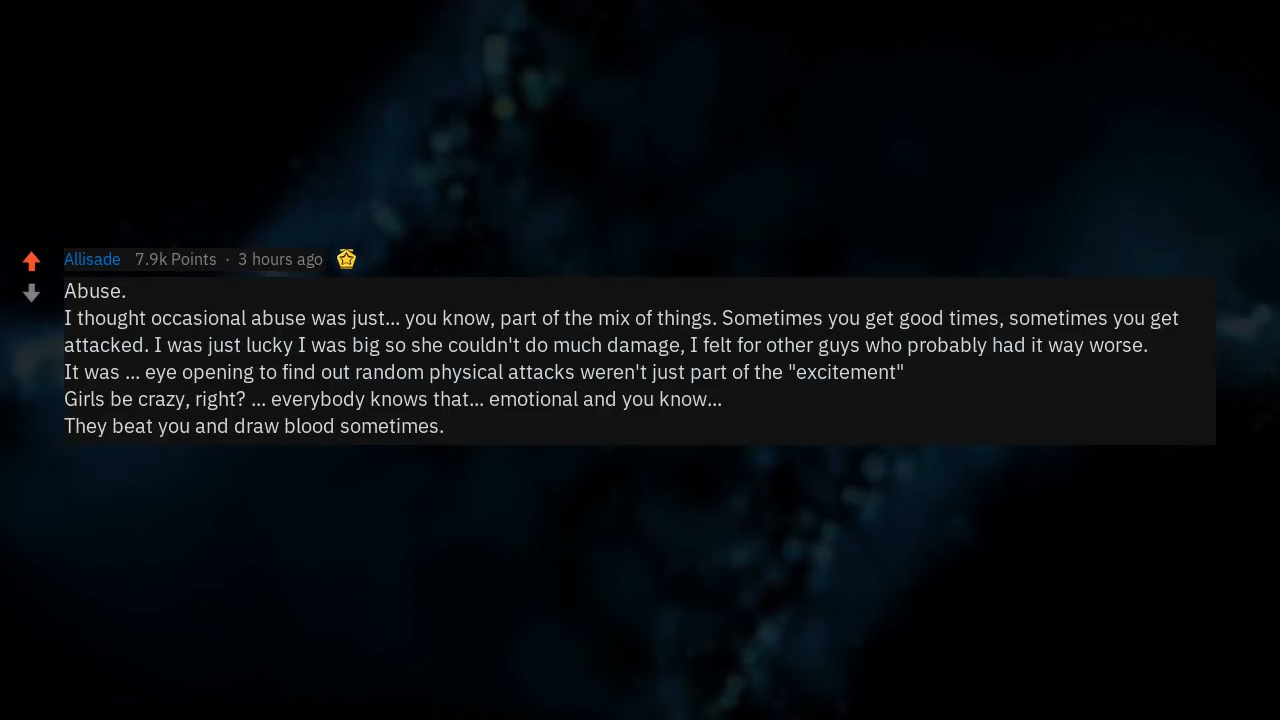 Allisade 7.9k Points · 3 hours ago
Abuse.
I thought occasional abuse was just... you know, part of the mix of things. Sometimes you get good times, sometimes you get
attacked. I was just lucky I was big so she couldn't do much damage, I felt for other guys who probably had it way worse.
It was ... eye opening to find out random physical attacks weren't just part of the "excitement"
Girls be crazy, right? ... everybody knows that... emotional and you know...
They beat you and draw blood sometimes.